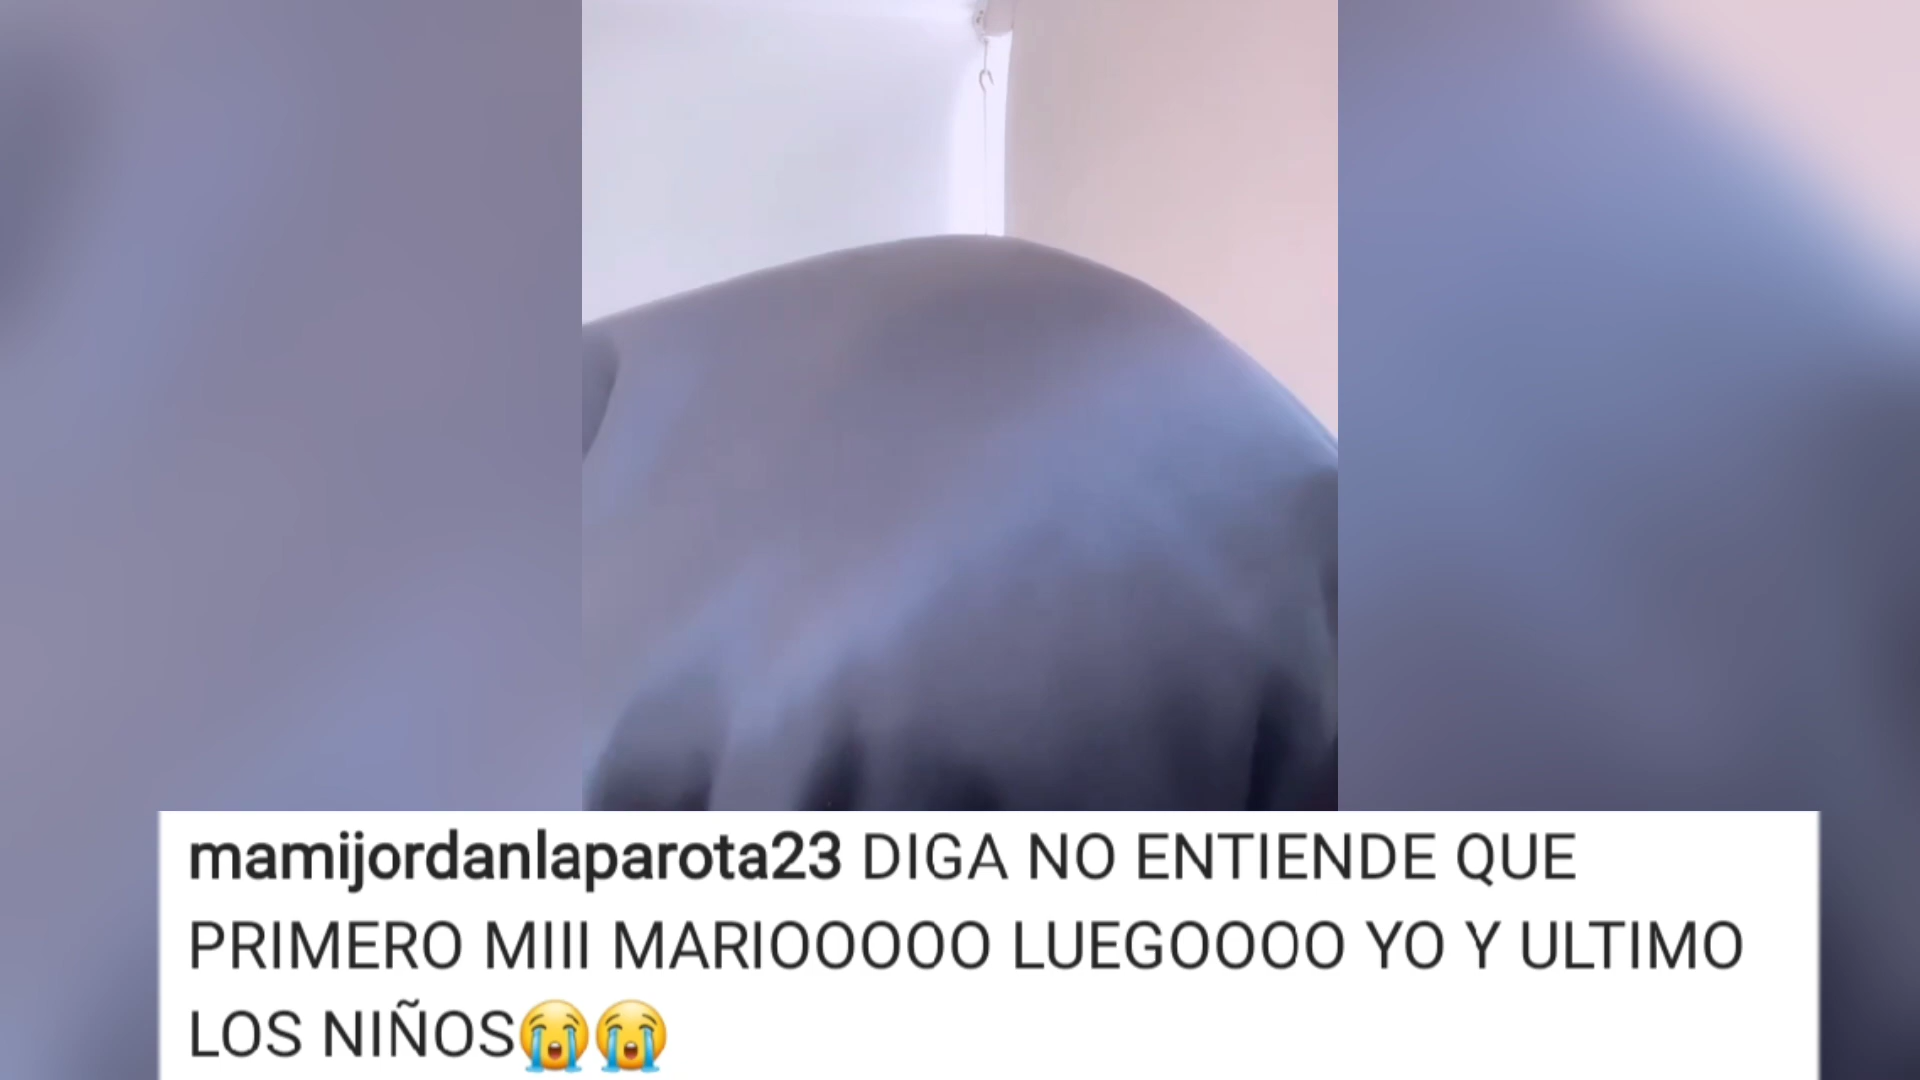 mamijordanlaparota23 DIGA NO ENTIENDE QUE
PRIMERO MIII MARIOOOOO LUEGOOOO YO Y ULTIMO
LOS NIÑOS😭😭